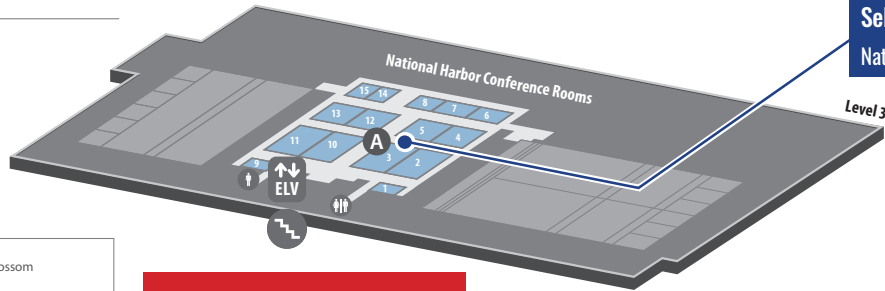 Sel
Nat
National Harbor Conference Rooms
Level 3
15 14
8 7 6
13 12
5 4
11 10
A
3 2
9
1
ELV
ossom